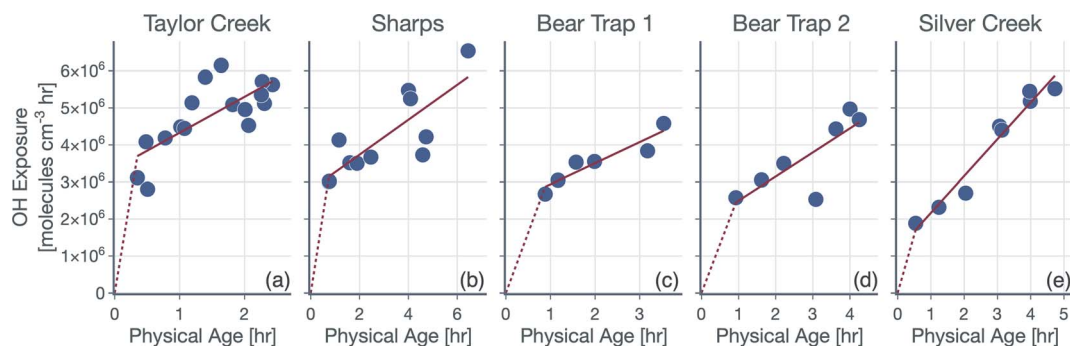 Taylor Creek Sharps Bear Trap 1 Bear Trap 2 Silver Creek
OH Exposure
[molecules cm⁻³ hr]
6×10⁶
5×10⁶
4×10⁶
3×10⁶
2×10⁶
1×10⁶
0
(a) (b) (c) (d) (e)
0 1 2 0 2 4 6 0 1 2 3 0 1 2 3 4 0 1 2 3 4 5
Physical Age [hr] Physical Age [hr] Physical Age [hr] Physical Age [hr] Physical Age [hr]